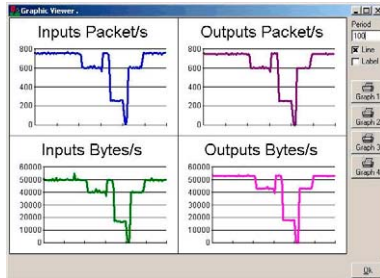 Graphic Viewer .
Inputs Packet/s
800
600
400
200
0
Outputs Packet/s
800
600
400
200
0
Inputs Bytes/s
60000
50000
40000
30000
20000
10000
0
Outputs Bytes/s
60000
50000
40000
30000
20000
10000
0
Period
100
Line
Label
Graph 1
Graph 2
Graph 3
Graph 4
Ok